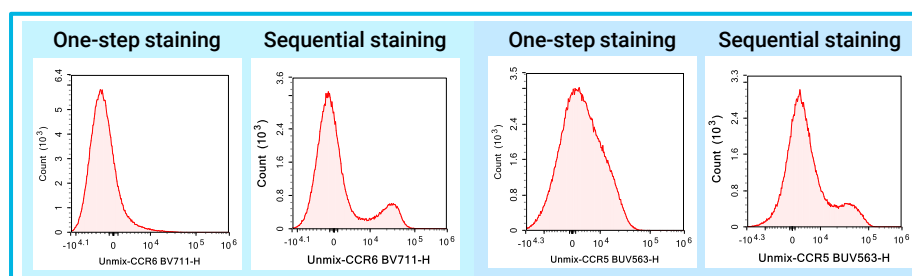 One-step staining
Sequential staining
One-step staining
Sequential staining
Count (10³)
6.4
5
4
3
2
1
0
-10^4.1 0 10^4 10^5 10^6
Unmix-CCR6 BV711-H
Count (10³)
3.6
2.4
1.2
0
-10^4.1 0 10^4 10^5 10^6
Unmix-CCR6 BV711-H
Count (10³)
3.5
2.4
1.6
0.8
0
-10^4.3 0 10^4 10^5 10^6
Unmix-CCR5 BUV563-H
Count (10³)
3.3
2.4
1.6
0.8
0
-10^4.3 0 10^4 10^5 10^6
Unmix-CCR5 BUV563-H